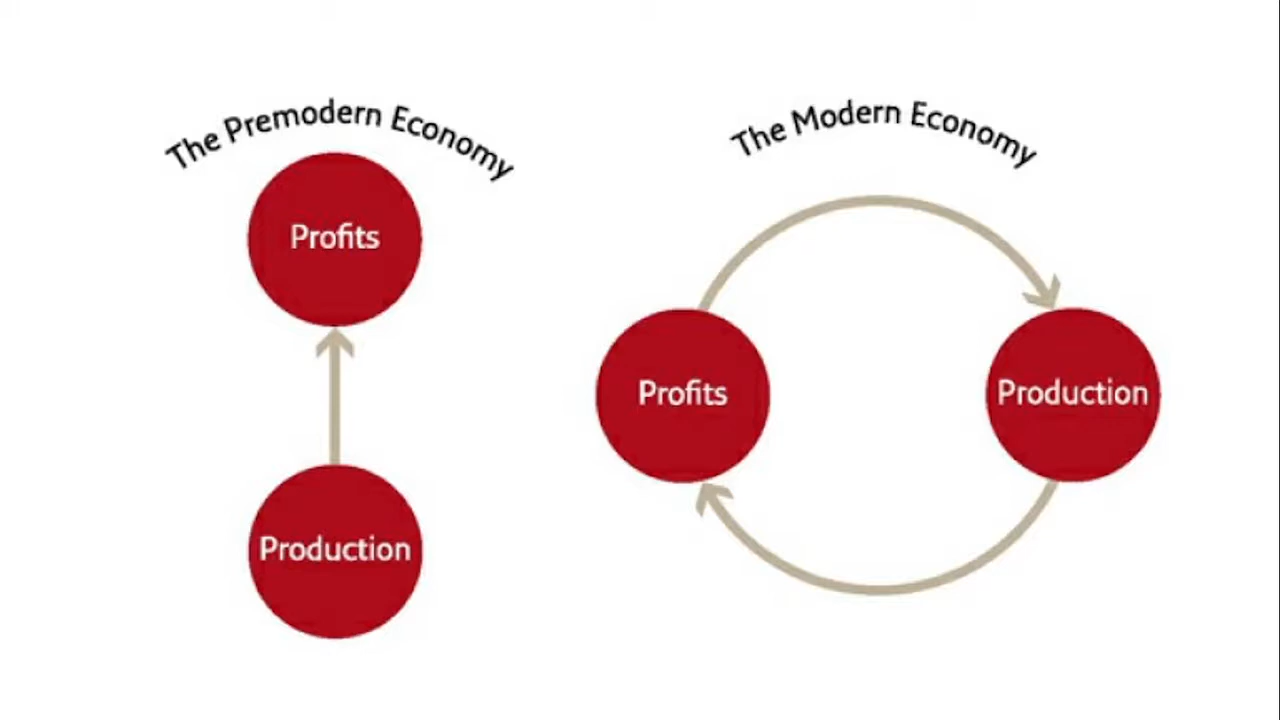 The Premodern Economy
Profits
Production
The Modern Economy
Profits
Production